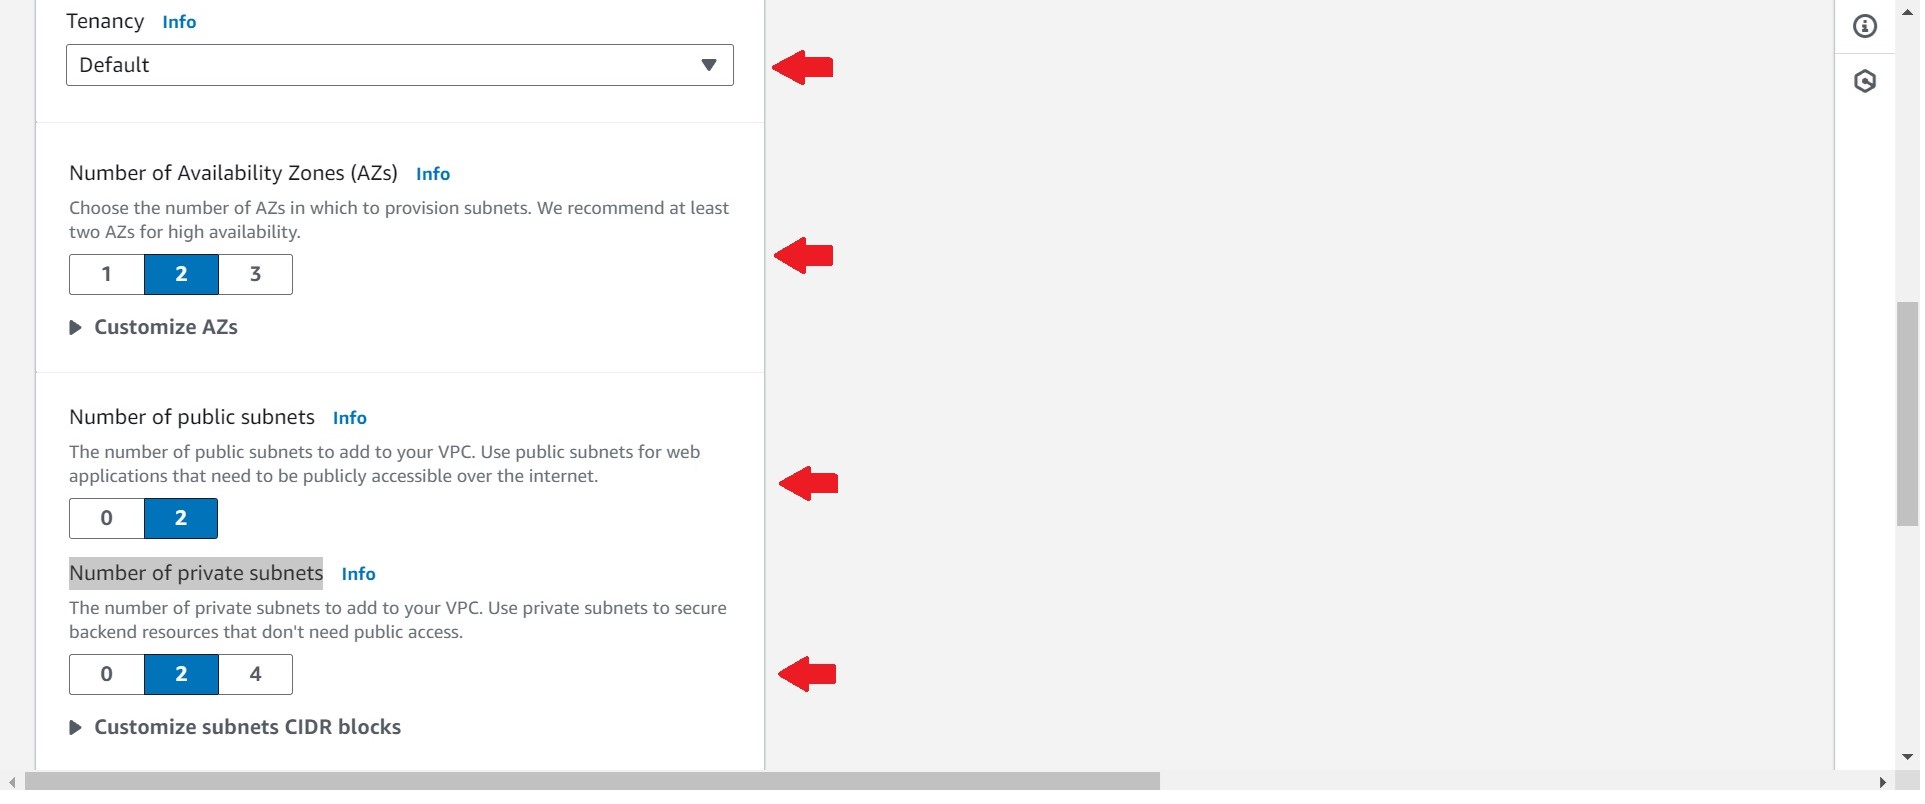 Tenancy Info
Default
Number of Availability Zones (AZs) Info
Choose the number of AZs in which to provision subnets. We recommend at least
two AZs for high availability.
1 2 3
Customize AZs
Number of public subnets Info
The number of public subnets to add to your VPC. Use public subnets for web
applications that need to be publicly accessible over the internet.
0 2
Number of private subnets Info
The number of private subnets to add to your VPC. Use private subnets to secure
backend resources that don't need public access.
0 2 4
Customize subnets CIDR blocks